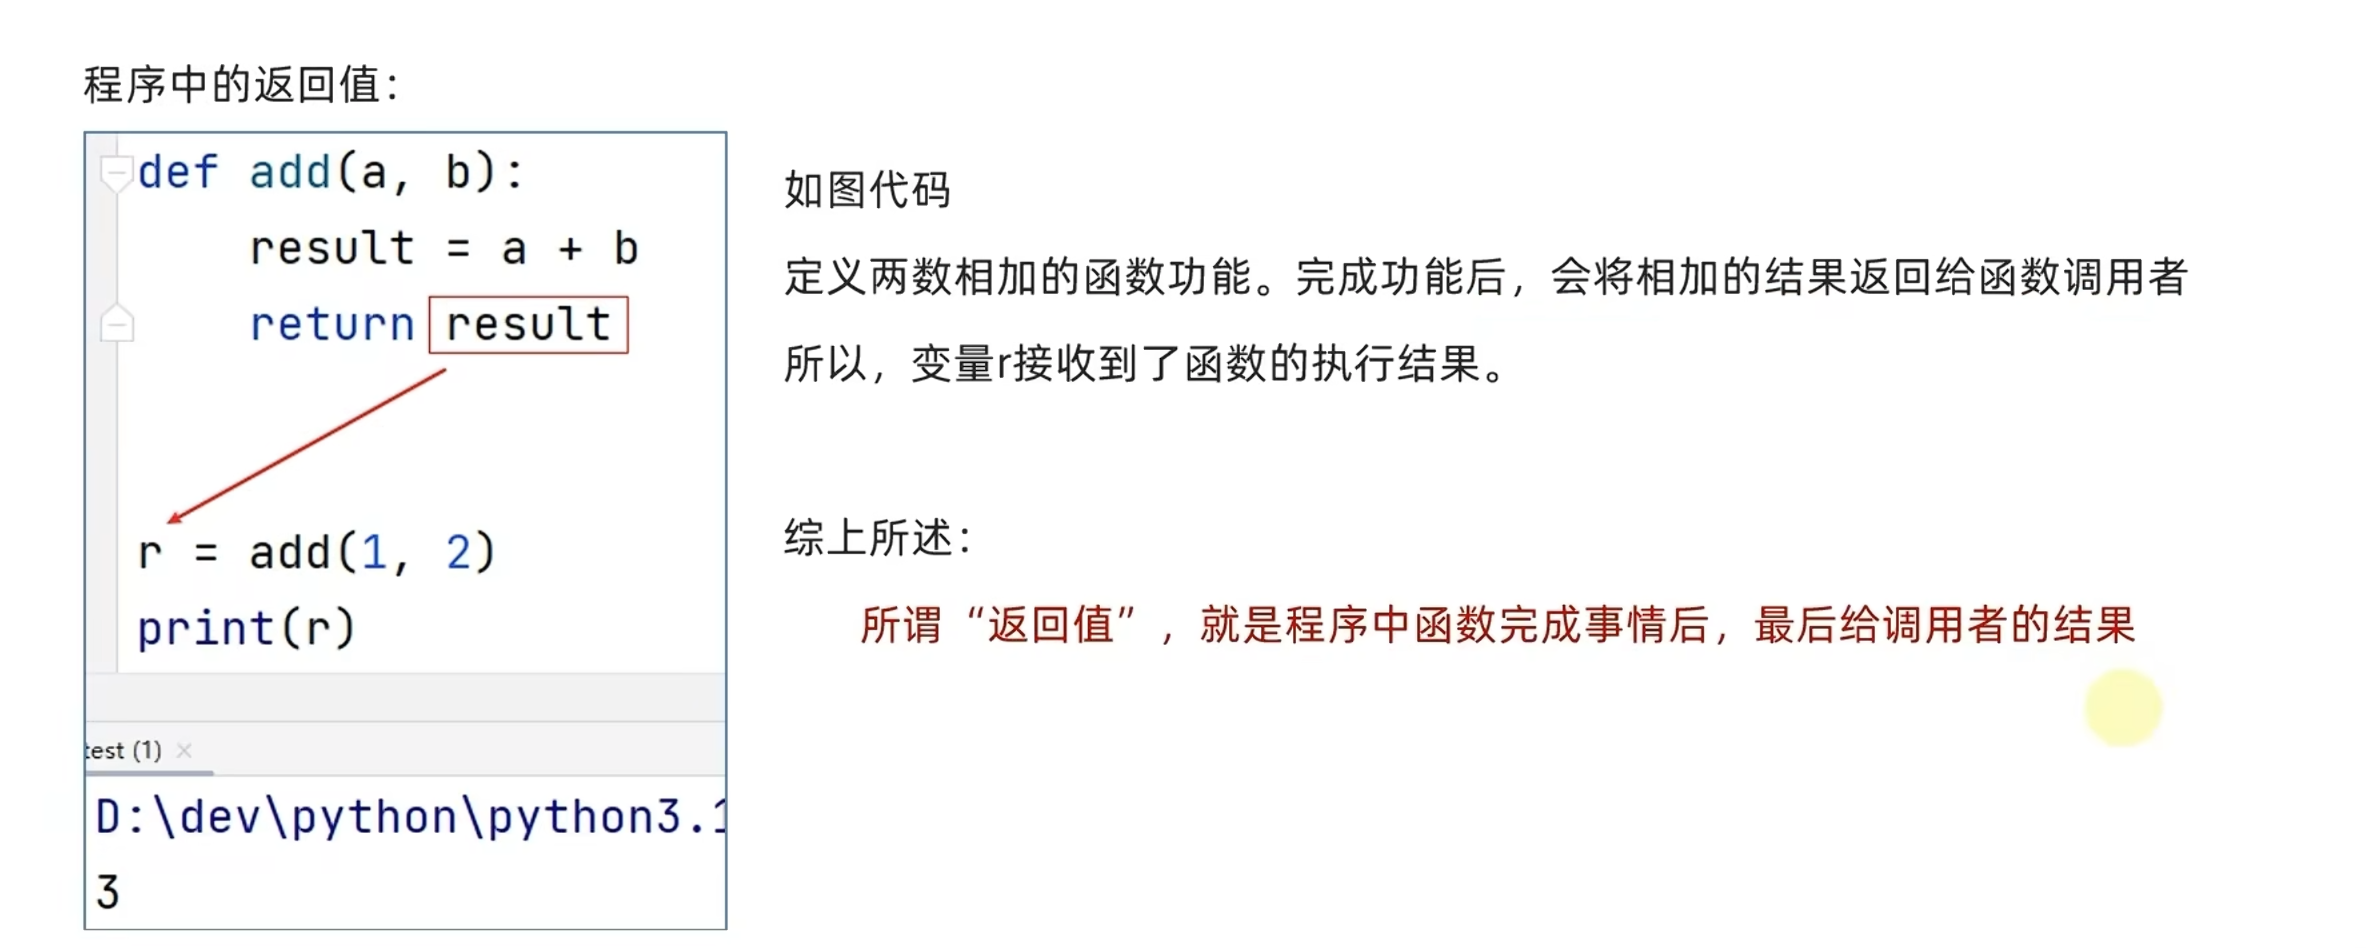 程序中的返回值：
def add(a, b):
    result = a + b
    return result
r = add(1, 2)
print(r)
test (1) ×
D:\dev\python\python3.1
3
如图代码
定义两数相加的函数功能。完成功能后，会将相加的结果返回给函数调用者
所以，变量r接收到了函数的执行结果。
综上所述：
所谓“返回值”，就是程序中函数完成事情后，最后给调用者的结果